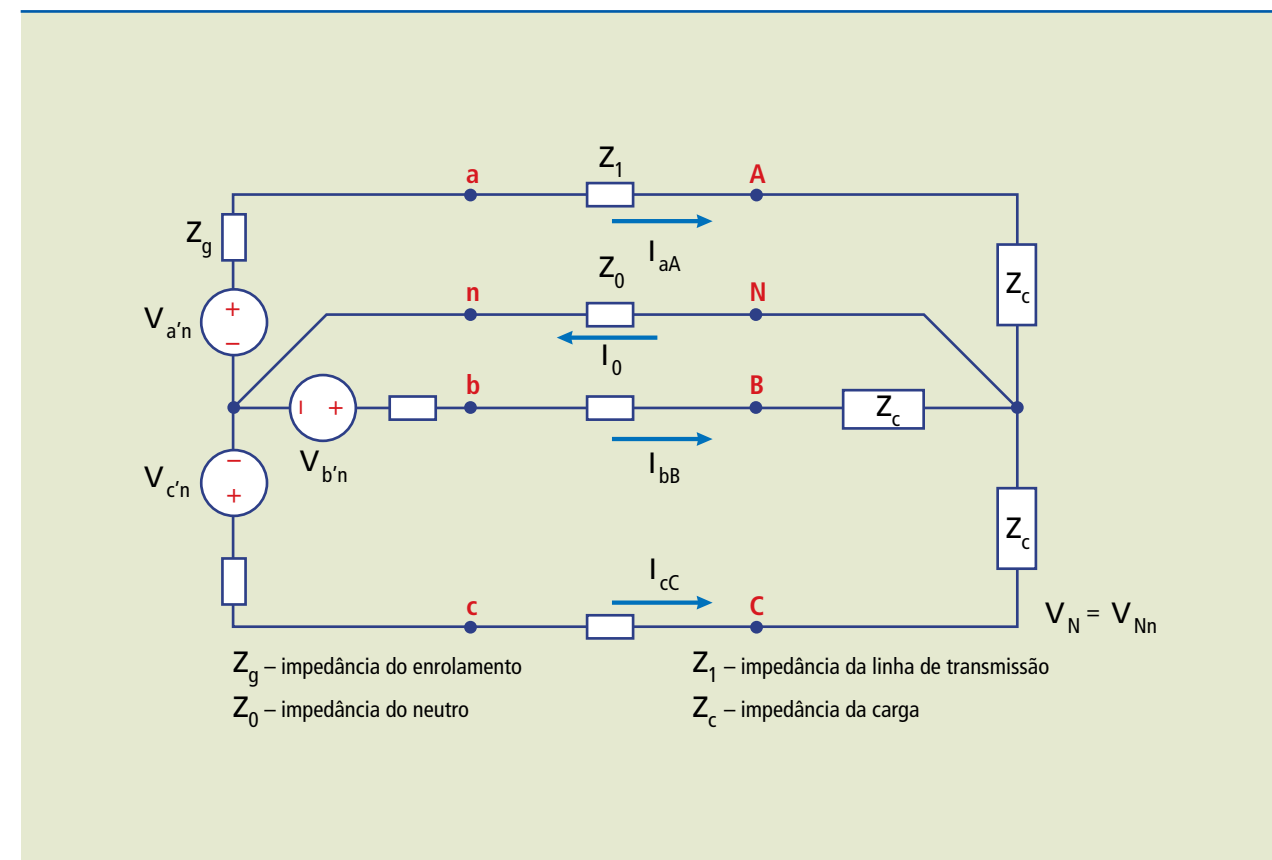 a
Z1
A
Zg
IaA
Zc
Z0
n
N
Va'n
+
–
I0
b
B
– +
Zc
Vb'n
IbB
Vc'n
–
+
Zc
IcC
c
C
VN = VNn
Zg – impedância do enrolamento
Z1 – impedância da linha de transmissão
Z0 – impedância do neutro
Zc – impedância da carga